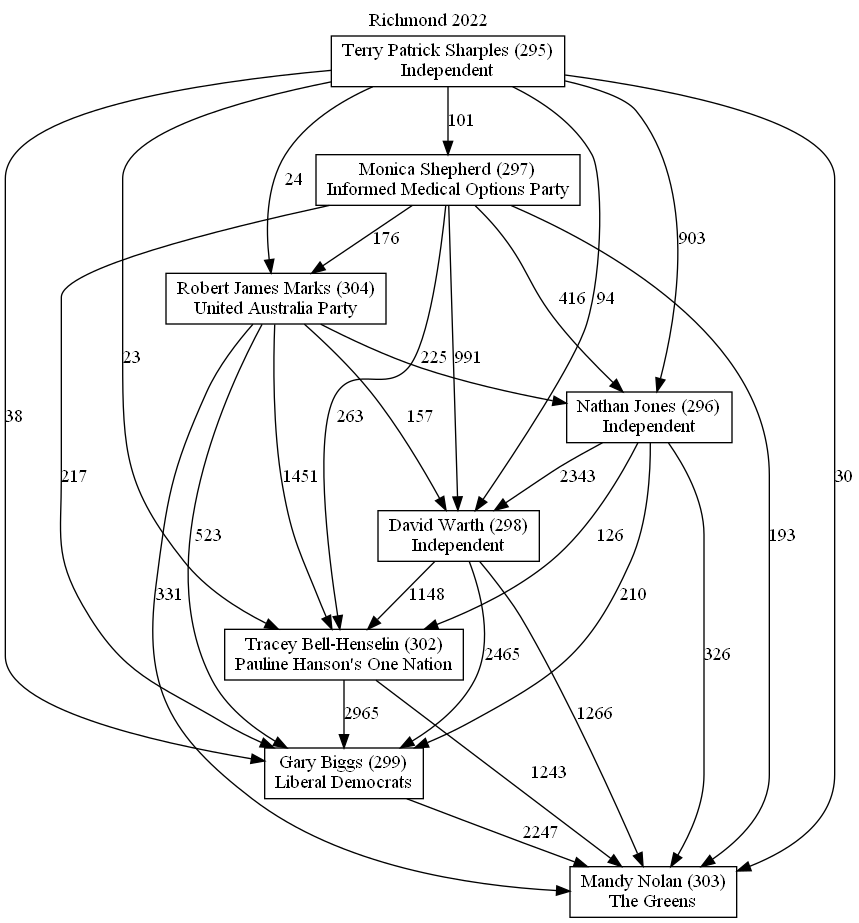 Richmond 2022
Terry Patrick Sharples (295)
Independent
101
Monica Shepherd (297)
Informed Medical Options Party
24
903
176
Robert James Marks (304)
United Australia Party
416
94
23
225
991
Nathan Jones (296)
Independent
38
263
157
217
1451
2343
30
David Warth (298)
Independent
523
126
193
331
1148
210
Tracey Bell-Henselin (302)
Pauline Hanson's One Nation
2465
326
2965
1266
Gary Biggs (299)
Liberal Democrats
1243
2247
Mandy Nolan (303)
The Greens